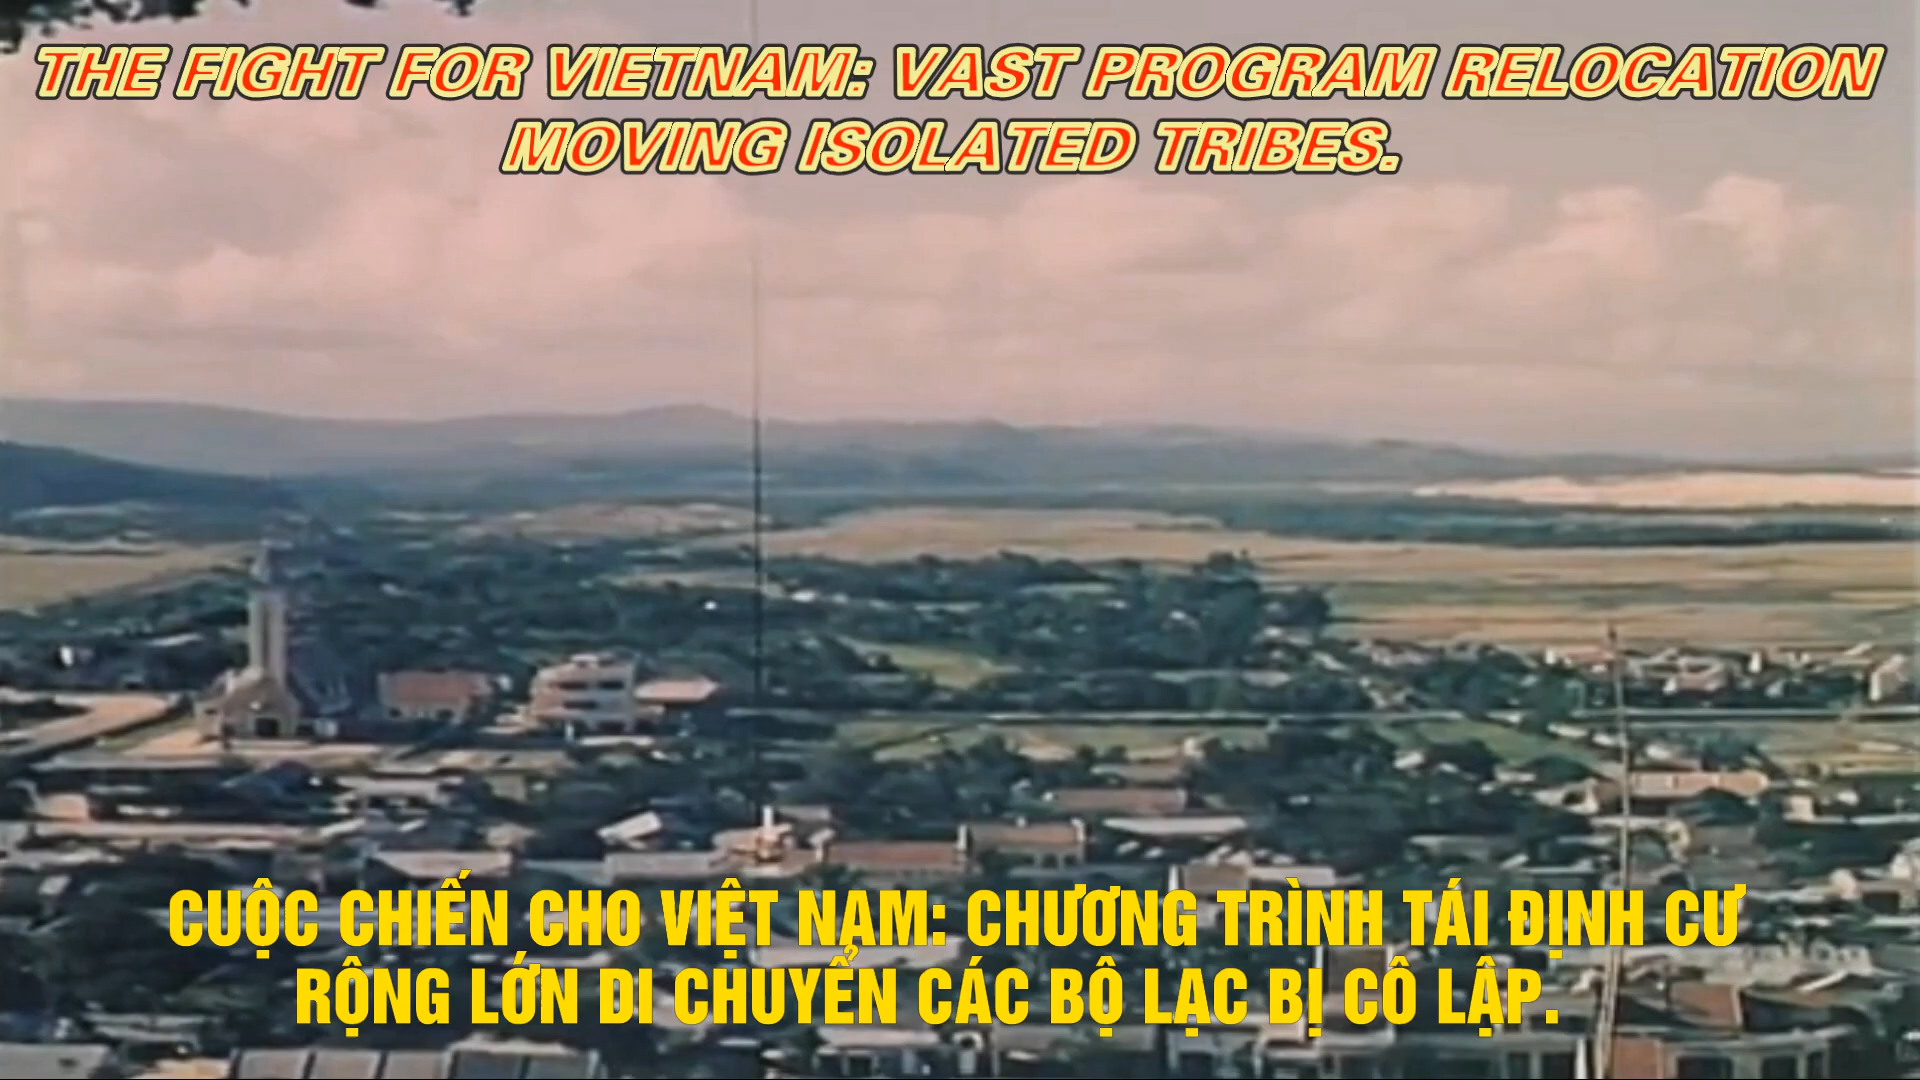 THE FIGHT FOR VIETNAM: VAST PROGRAM RELOCATION
MOVING ISOLATED TRIBES.
CUỘC CHIẾN CHO VIỆT NAM: CHƯƠNG TRÌNH TÁI ĐỊNH CƯ
RỘNG LỚN DI CHUYỂN CÁC BỘ LẠC BỊ CÔ LẬP.